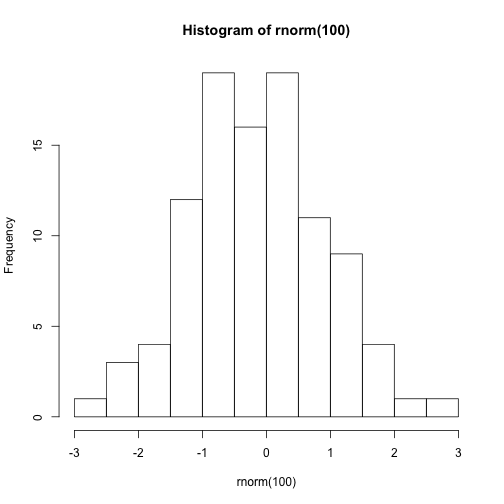 Histogram of rnorm(100)
Frequency
15
10
5
0
-3 -2 -1 0 1 2 3
rnorm(100)